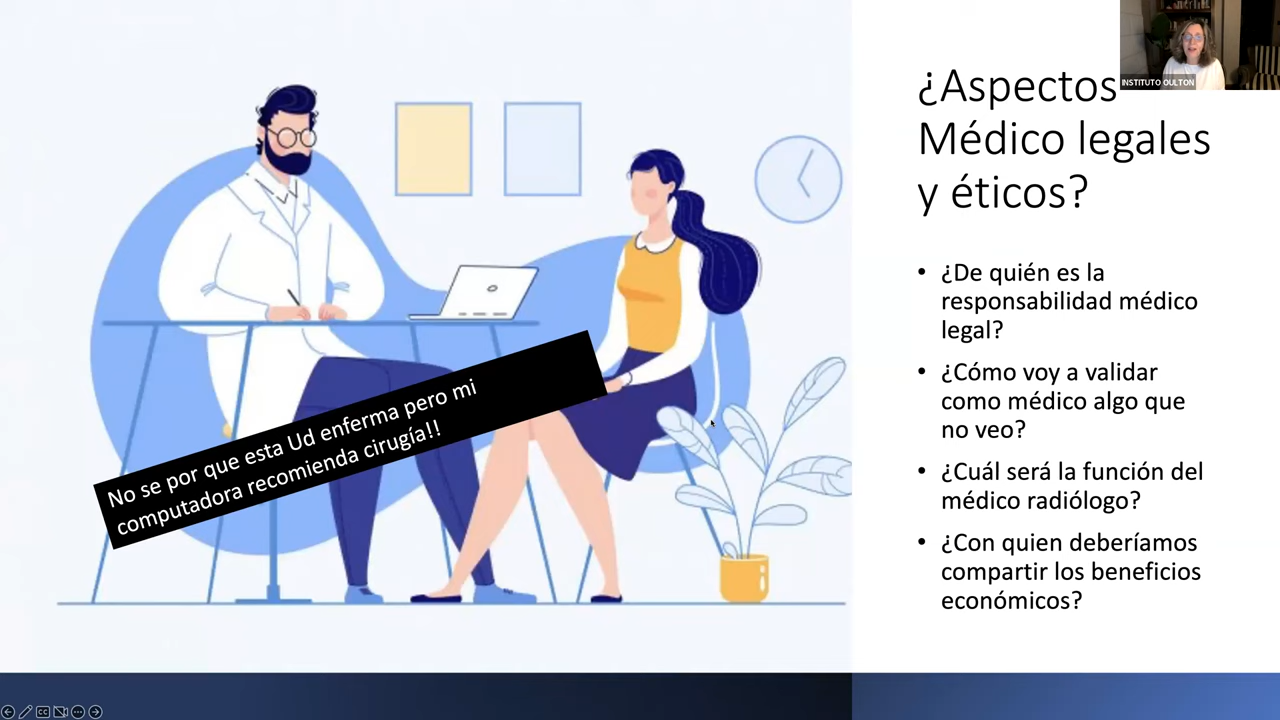 ¿Aspectos
Médico legales
y éticos?
INSTITUTO OULTON
• ¿De quién es la
responsabilidad médico
legal?
• ¿Cómo voy a validar
como médico algo que
no veo?
• ¿Cuál será la función del
médico radiólogo?
• ¿Con quien deberíamos
compartir los beneficios
económicos?
No se por que esta Ud enferma pero mi
computadora recomienda cirugía!!